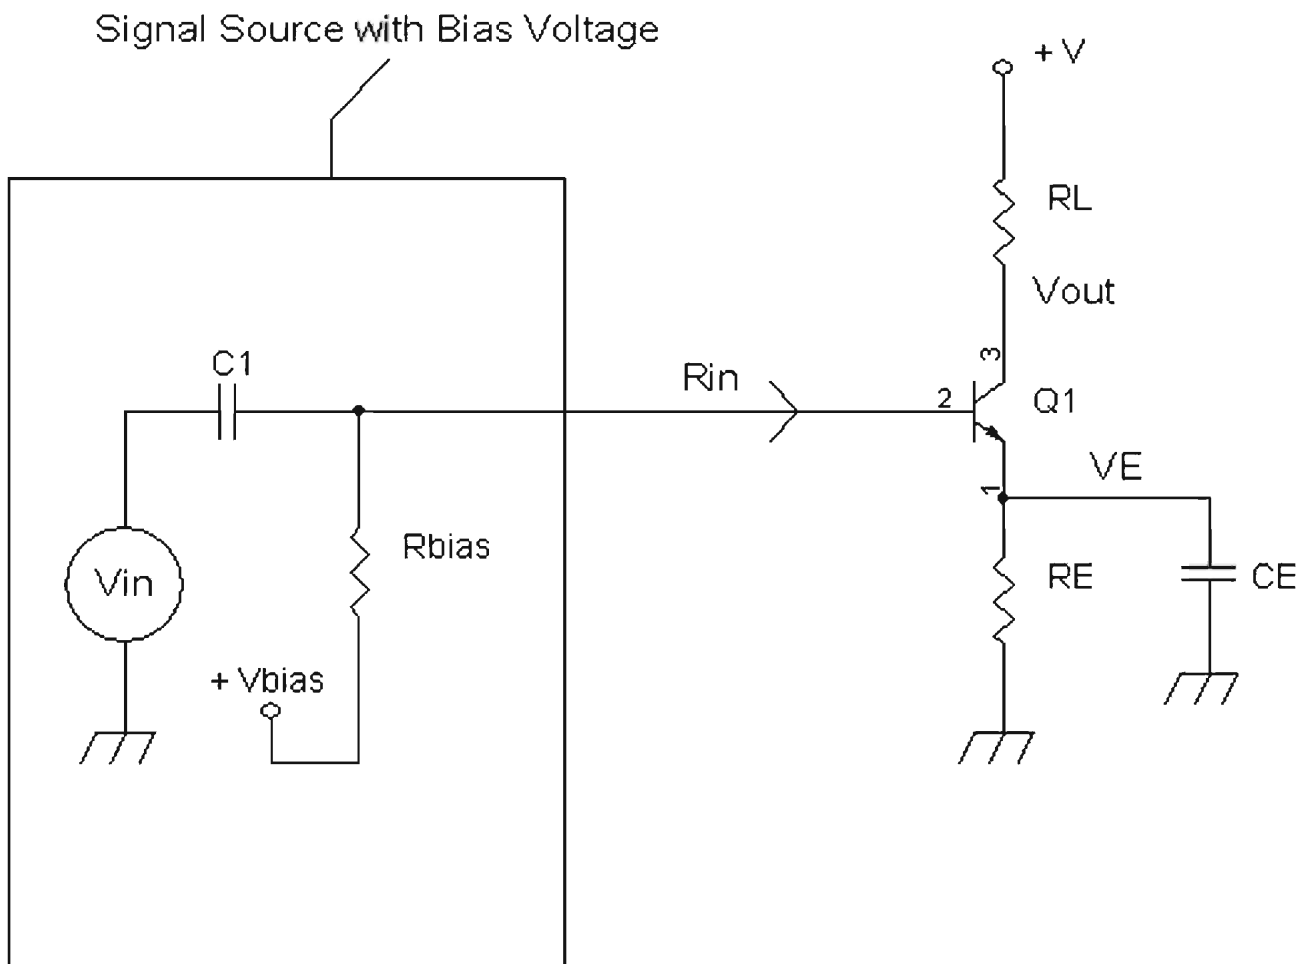 Signal Source with Bias Voltage
+ V
RL
Vout
C1
Rin
3
2
Q1
VE
1
Rbias
Vin
RE
CE
+ Vbias